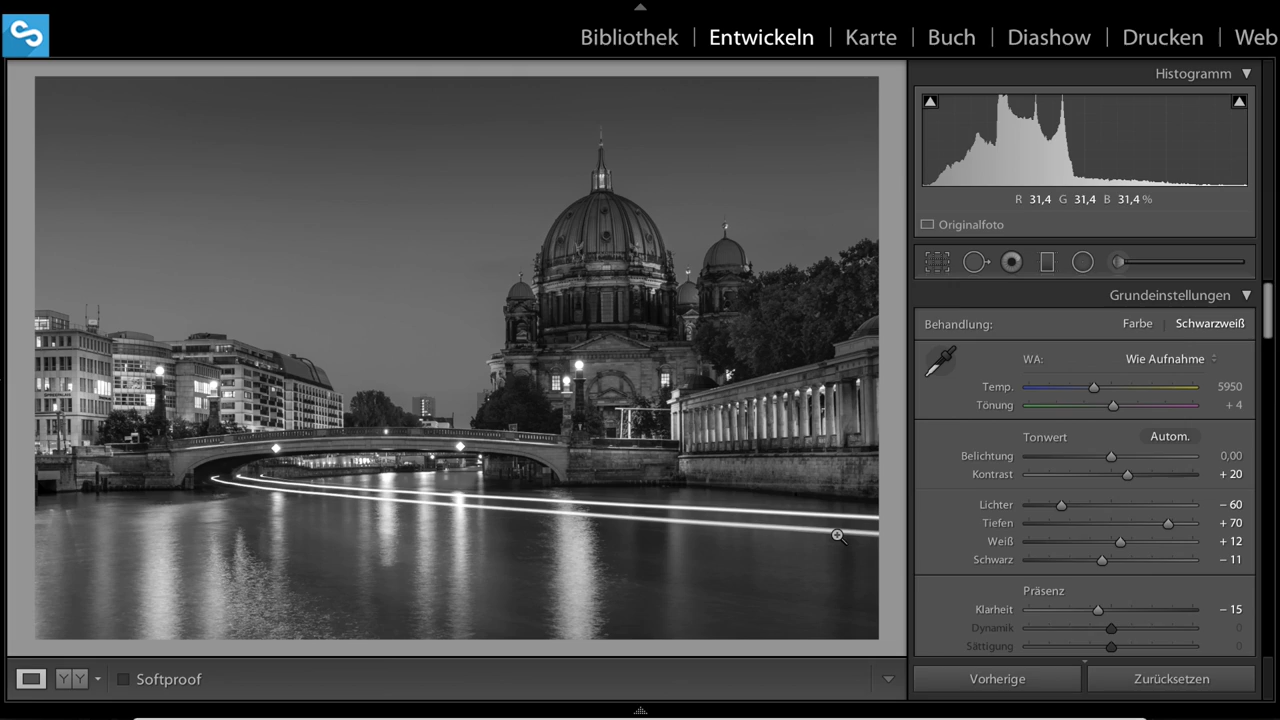 Bibliothek | Entwickeln | Karte | Buch | Diashow | Drucken | Web
Histogramm
R 31,4 G 31,4 B 31,4 %
Originalfoto
Grundeinstellungen
Behandlung: Farbe | Schwarzweiß
WA: Wie Aufnahme
Temp. 5950
Tönung + 4
Tonwert Autom.
Belichtung 0,00
Kontrast + 20
Lichter − 60
Tiefen + 70
Weiß + 12
Schwarz − 11
Präsenz
Klarheit − 15
Dynamik 0
Sättigung 0
Y Y Softproof
Vorherige Zurücksetzen